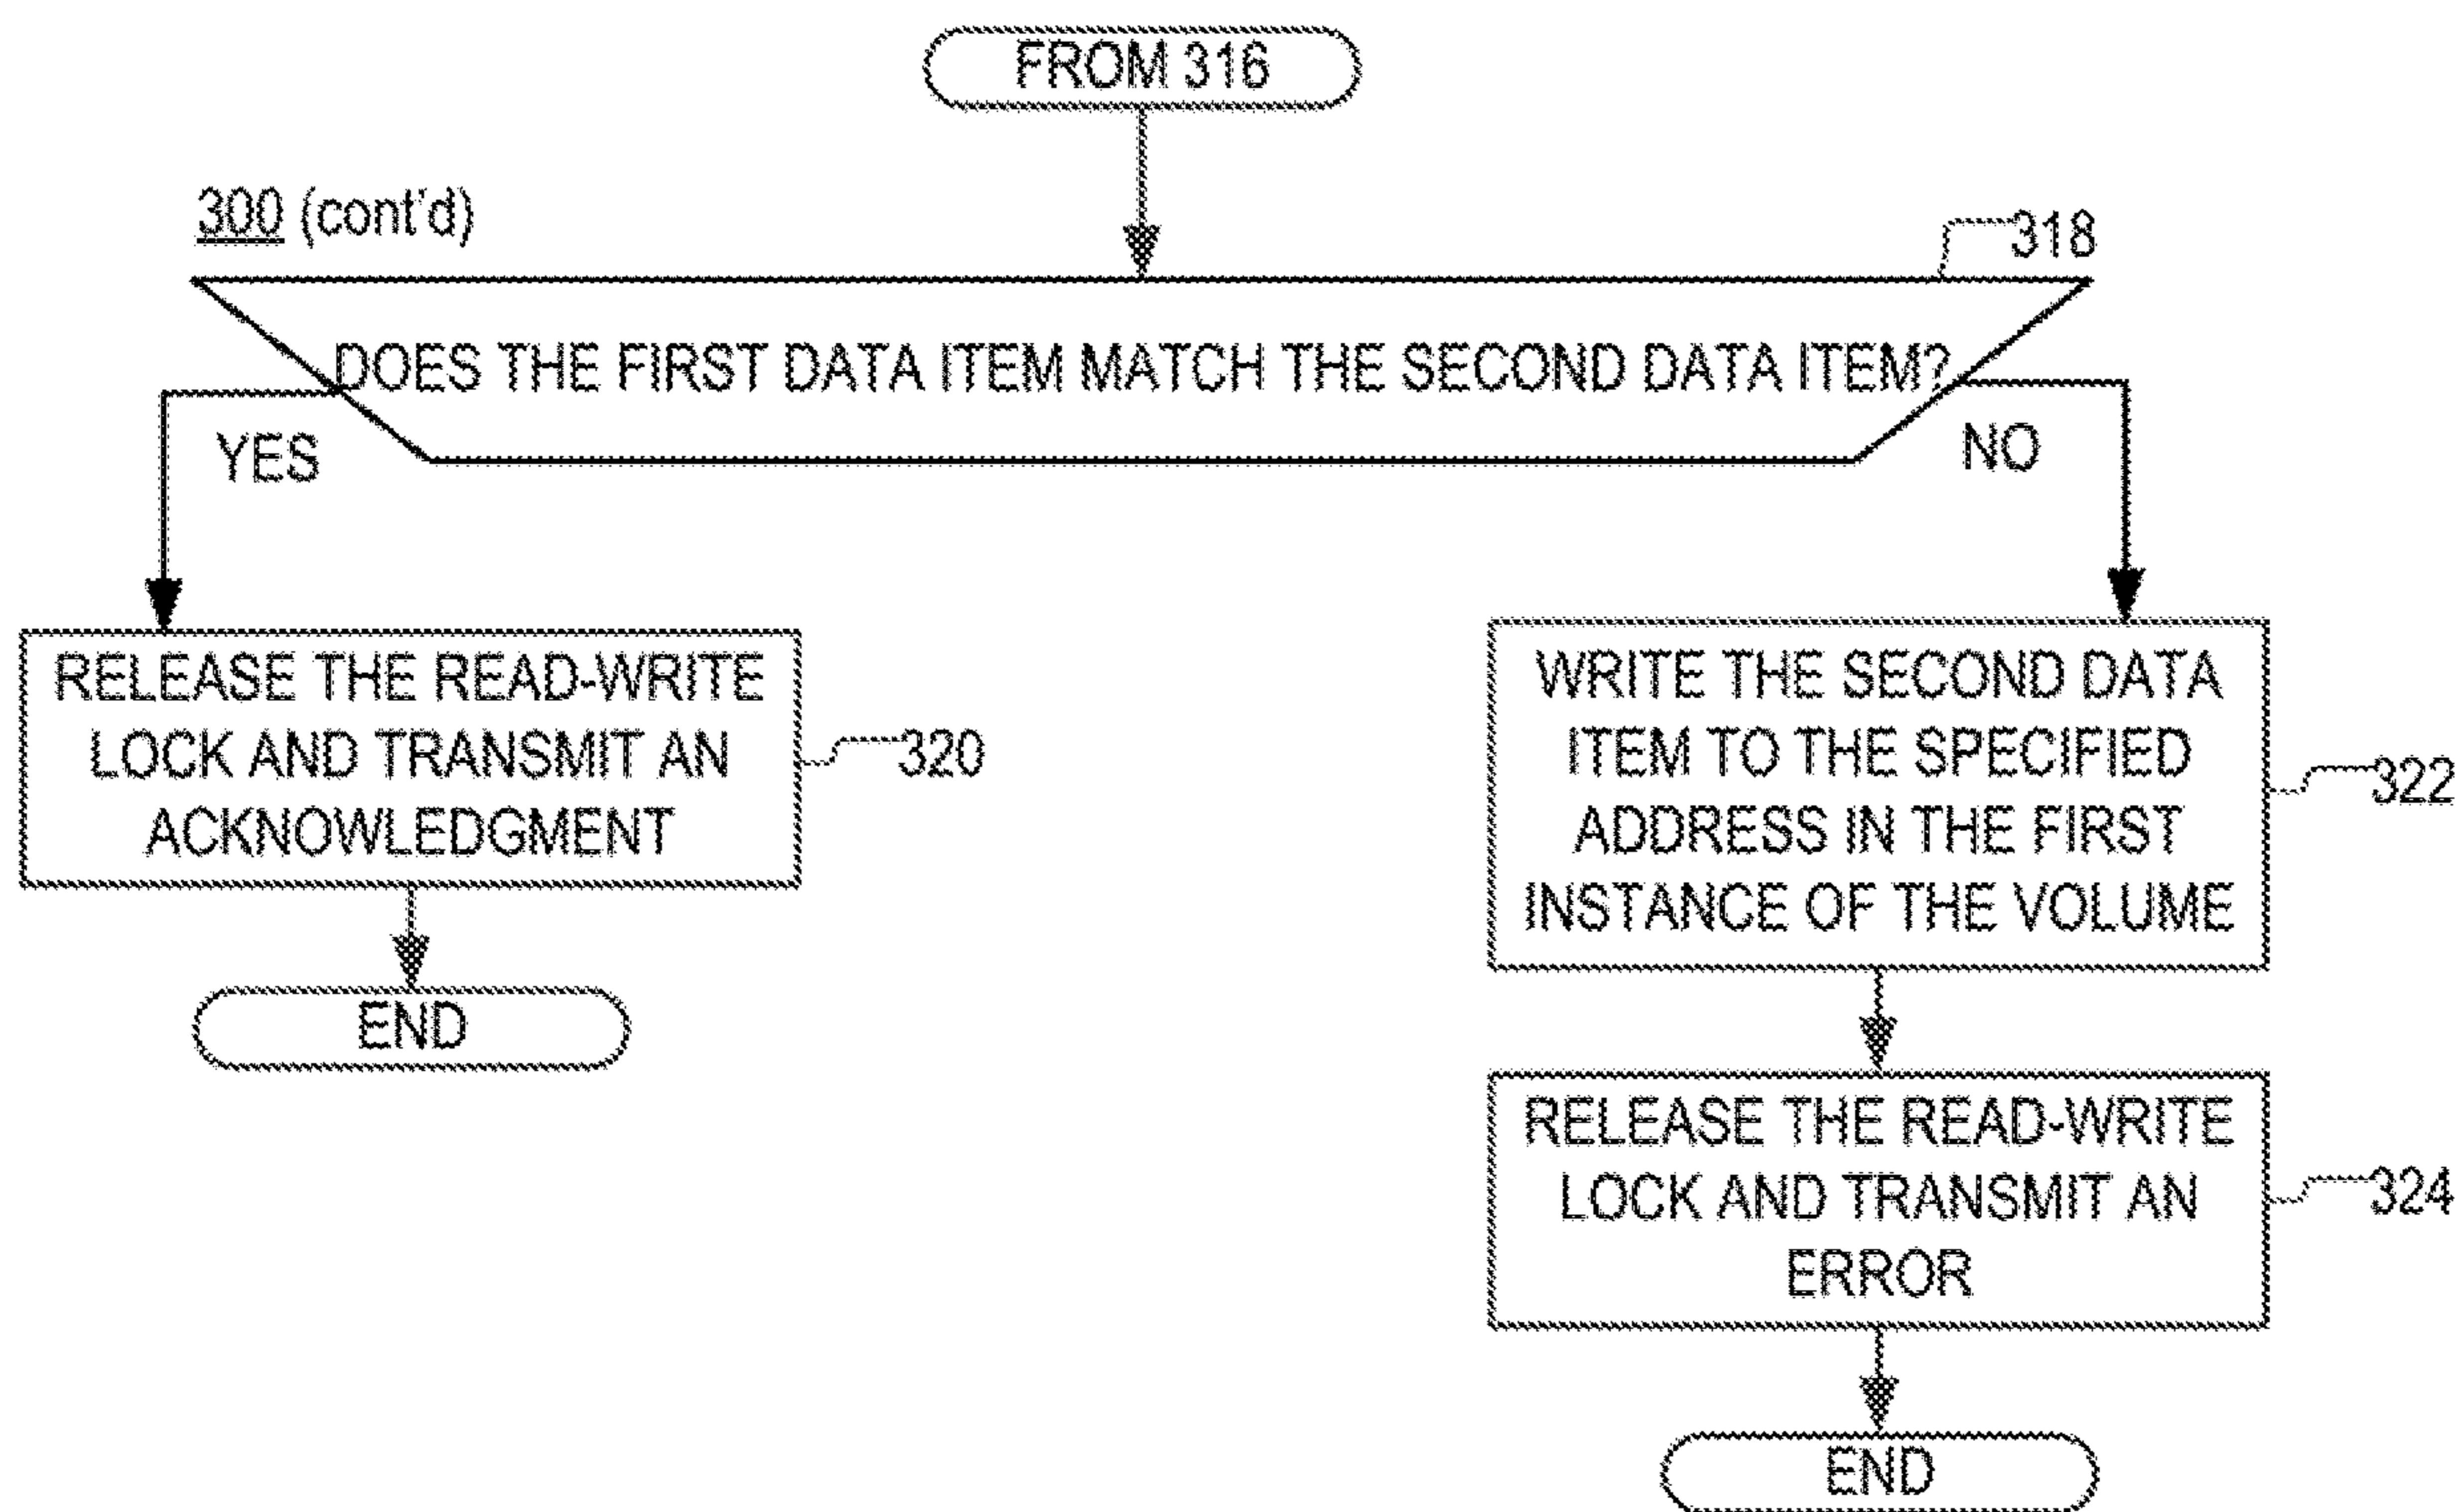 FROM 316
300 (cont'd)
318
DOES THE FIRST DATA ITEM MATCH THE SECOND DATA ITEM?
YES
NO
RELEASE THE READ-WRITE
LOCK AND TRANSMIT AN
ACKNOWLEDGMENT
320
END
WRITE THE SECOND DATA
ITEM TO THE SPECIFIED
ADDRESS IN THE FIRST
INSTANCE OF THE VOLUME
322
RELEASE THE READ-WRITE
LOCK AND TRANSMIT AN
ERROR
324
END